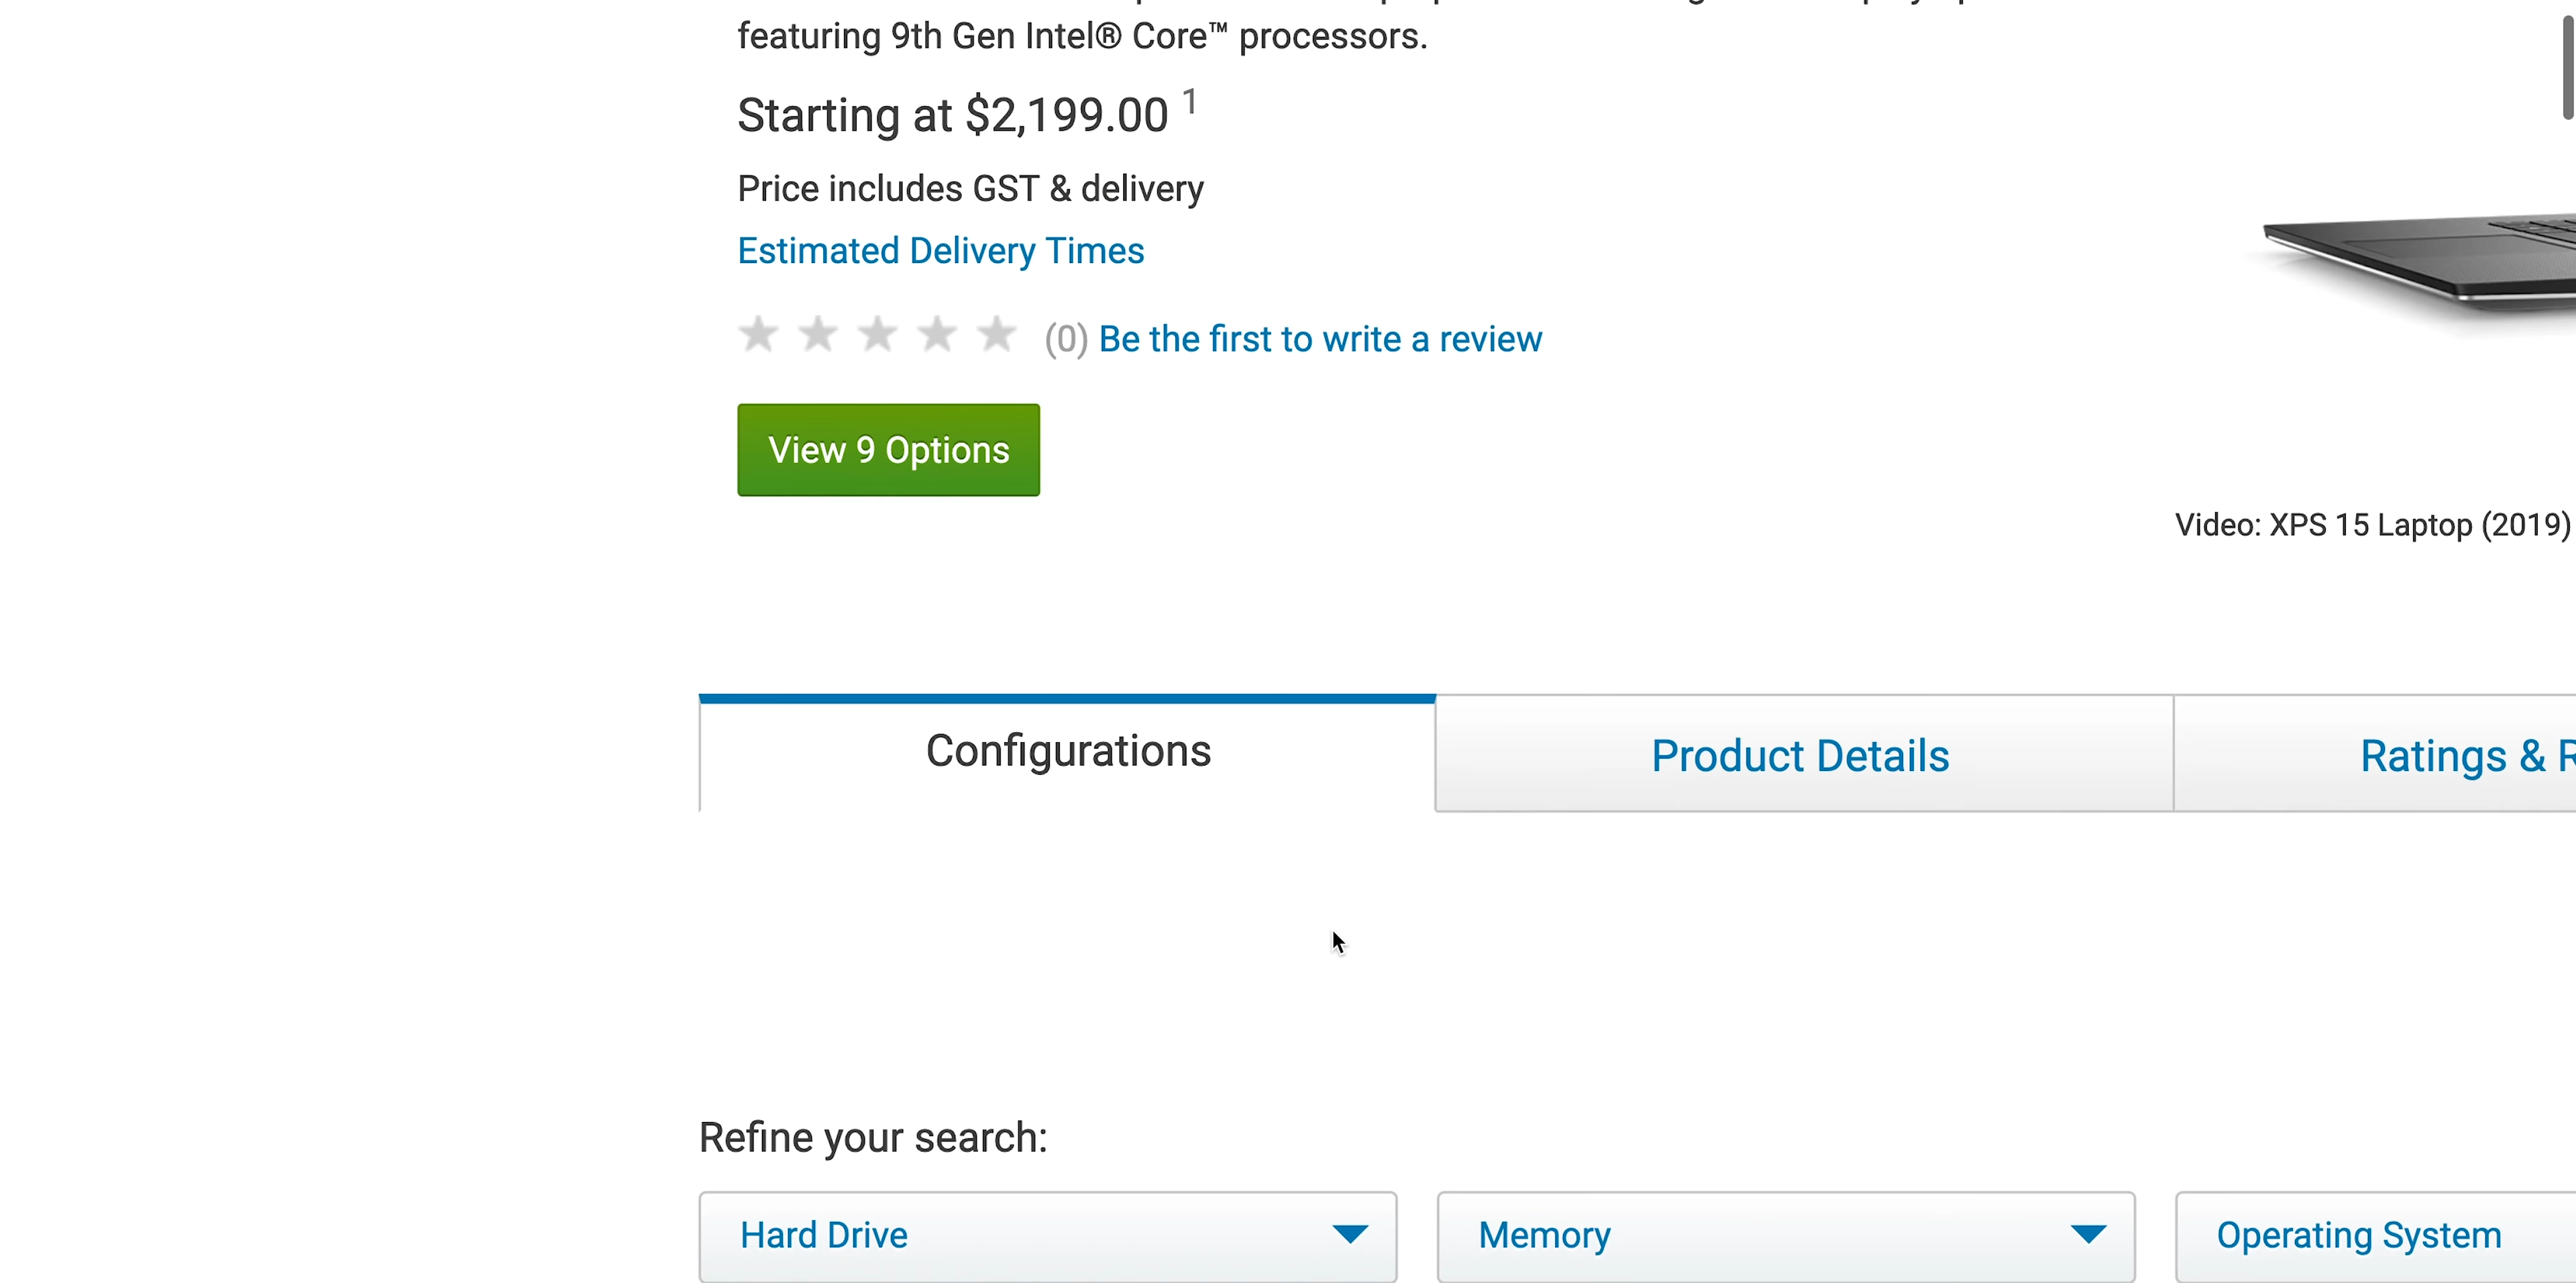 featuring 9th Gen Intel® Core™ processors.
Starting at $2,199.00 1
Price includes GST & delivery
Estimated Delivery Times
(0) Be the first to write a review
View 9 Options
Video: XPS 15 Laptop (2019)
Configurations
Product Details
Ratings &
Refine your search:
Hard Drive
Memory
Operating System